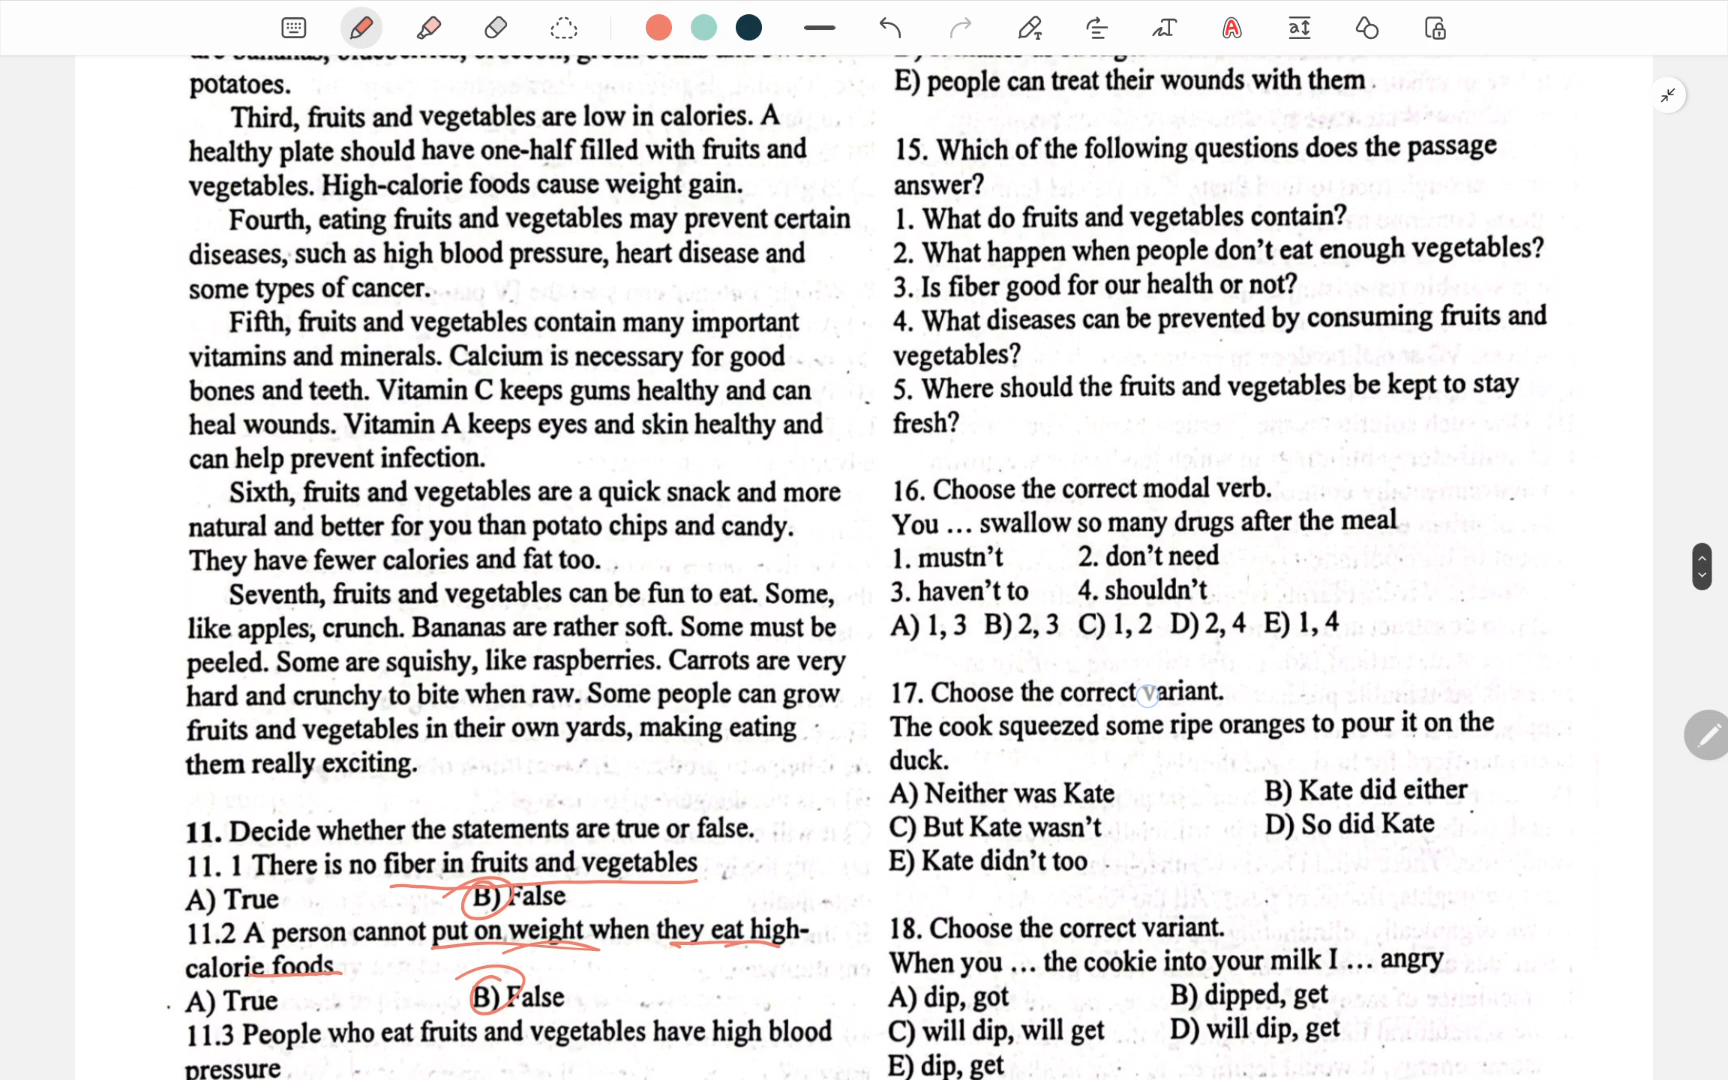 potatoes.
Third, fruits and vegetables are low in calories. A
healthy plate should have one-half filled with fruits and
vegetables. High-calorie foods cause weight gain.
Fourth, eating fruits and vegetables may prevent certain
diseases, such as high blood pressure, heart disease and
some types of cancer.
Fifth, fruits and vegetables contain many important
vitamins and minerals. Calcium is necessary for good
bones and teeth. Vitamin C keeps gums healthy and can
heal wounds. Vitamin A keeps eyes and skin healthy and
can help prevent infection.
Sixth, fruits and vegetables are a quick snack and more
natural and better for you than potato chips and candy.
They have fewer calories and fat too.
Seventh, fruits and vegetables can be fun to eat. Some,
like apples, crunch. Bananas are rather soft. Some must be
peeled. Some are squishy, like raspberries. Carrots are very
hard and crunchy to bite when raw. Some people can grow
fruits and vegetables in their own yards, making eating
them really exciting.
11. Decide whether the statements are true or false.
11. 1 There is no fiber in fruits and vegetables
A) True B) False
11.2 A person cannot put on weight when they eat high-
calorie foods
A) True B) False
11.3 People who eat fruits and vegetables have high blood
pressure
E) people can treat their wounds with them
15. Which of the following questions does the passage
answer?
1. What do fruits and vegetables contain?
2. What happen when people don't eat enough vegetables?
3. Is fiber good for our health or not?
4. What diseases can be prevented by consuming fruits and
vegetables?
5. Where should the fruits and vegetables be kept to stay
fresh?
16. Choose the correct modal verb.
You … swallow so many drugs after the meal
1. mustn't 2. don't need
3. haven't to 4. shouldn't
A) 1, 3 B) 2, 3 C) 1, 2 D) 2, 4 E) 1, 4
17. Choose the correct variant.
The cook squeezed some ripe oranges to pour it on the
duck.
A) Neither was Kate B) Kate did either
C) But Kate wasn't D) So did Kate
E) Kate didn't too
18. Choose the correct variant.
When you … the cookie into your milk I … angry
A) dip, got B) dipped, get
C) will dip, will get D) will dip, get
E) dip, get